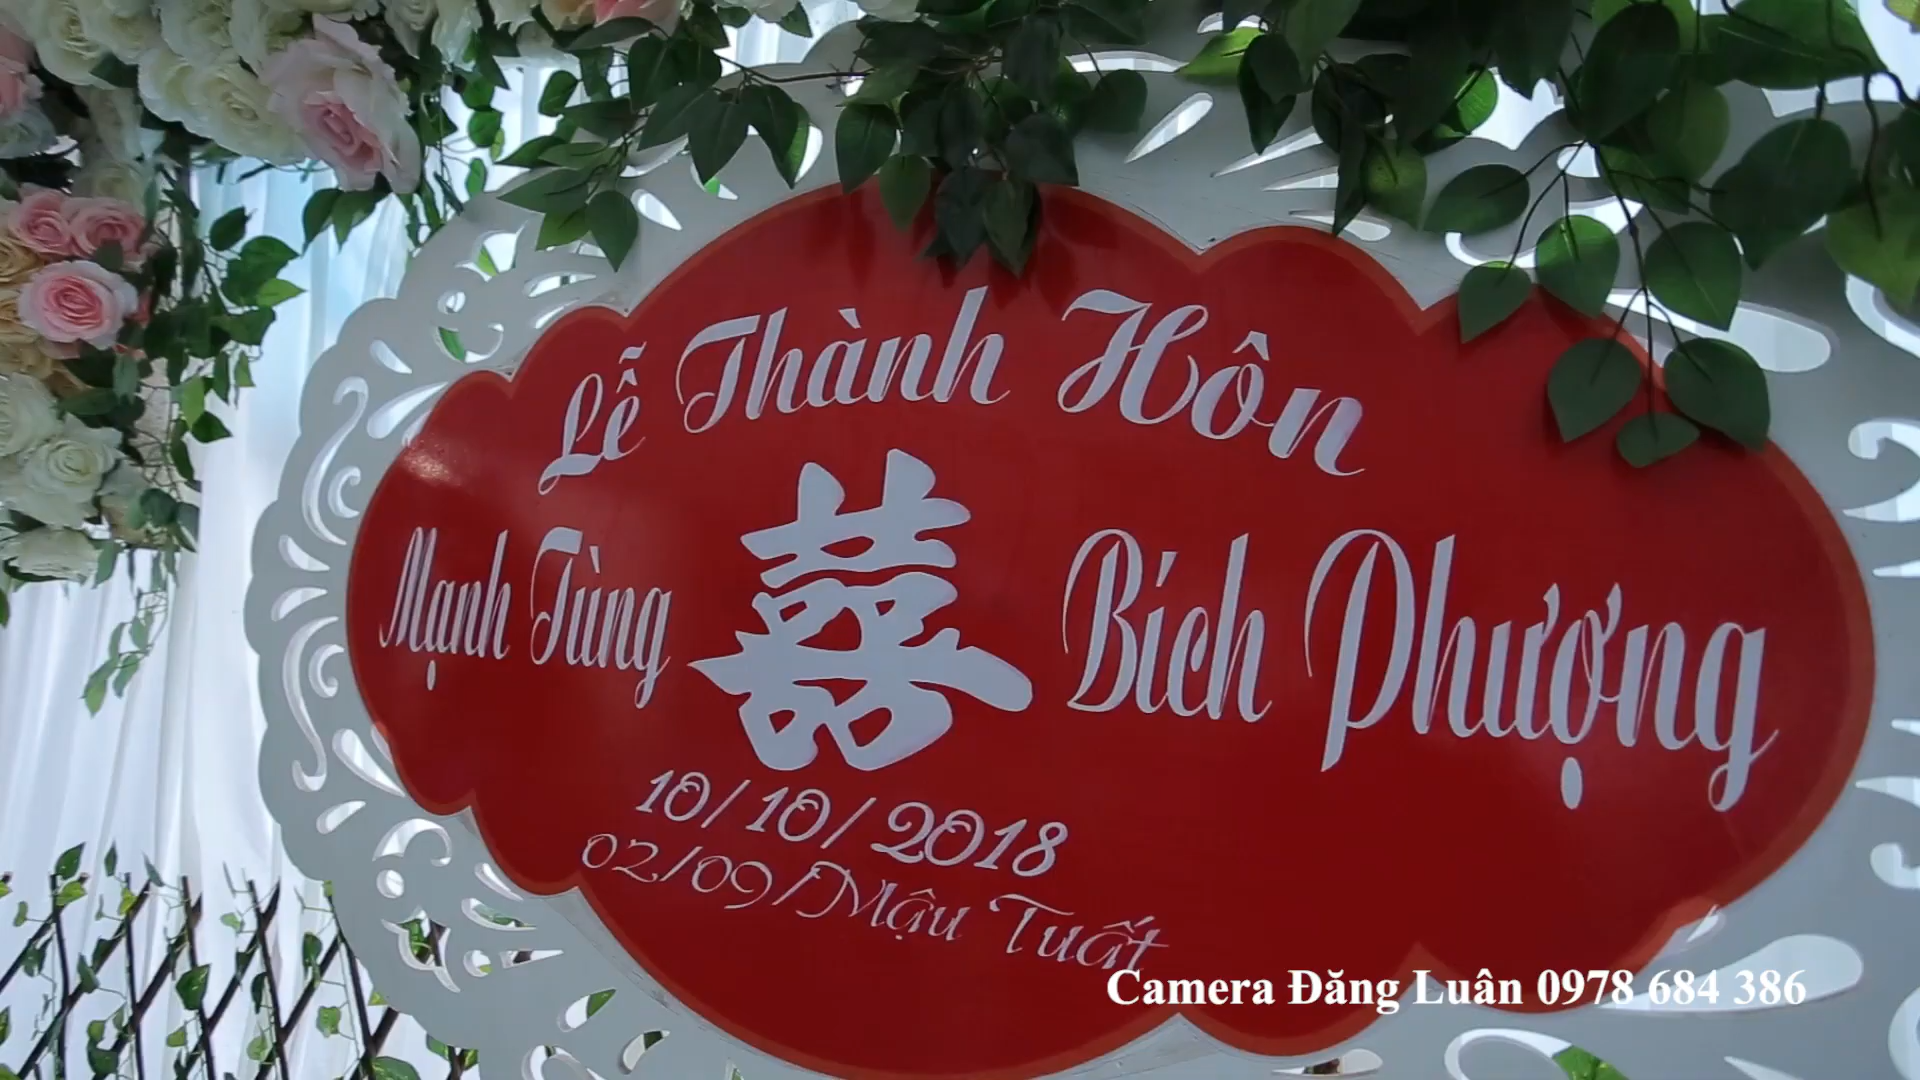 Lễ Thành Hôn
Mạnh Tùng 囍 Bích Phượng
10/10/2018
02/09/Mậu Tuất
Camera Đăng Luân 0978 684 386